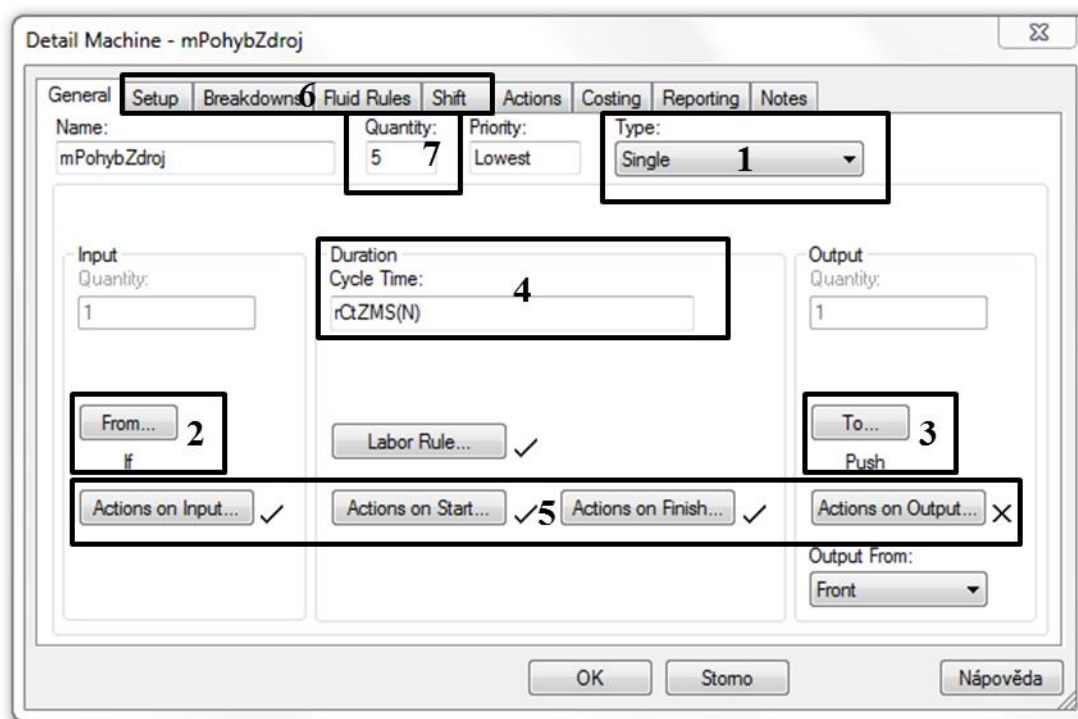 Detail Machine - mPohybZdroj
General Setup Breakdowns 6 Fluid Rules Shift Actions Costing Reporting Notes
Name: Quantity: Priority: Type:
mPohybZdroj 5 7 Lowest Single 1
Input Duration Output
Quantity: Cycle Time: 4 Quantity:
1 rCtZMS(N) 1
From... 2 To... 3
If Labor Rule... Push
Actions on Input... Actions on Start... 5 Actions on Finish... Actions on Output...
Output From:
Front
OK Storno Nápověda